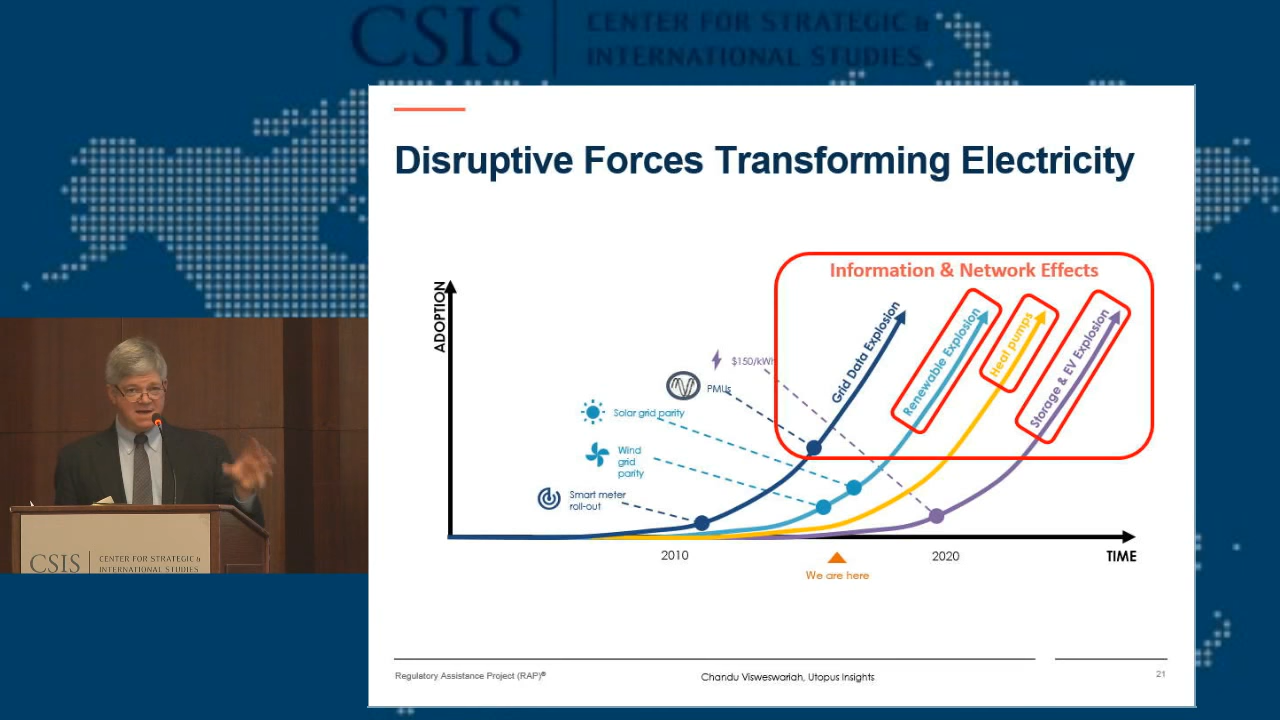 CSIS
CENTER FOR STRATEGIC &
INTERNATIONAL STUDIES
Disruptive Forces Transforming Electricity
Information & Network Effects
ADOPTION
Grid Data Explosion
Renewable Explosion
Heat pumps
Storage & EV Explosion
$150/kWh
PMUs
Solar grid parity
Wind
grid
parity
Smart meter
roll-out
2010
2020
TIME
We are here
Regulatory Assistance Project (RAP)®
Chandu Visweswariah, Utopus Insights
21
CSIS
CENTER FOR STRATEGIC &
INTERNATIONAL STUDIES